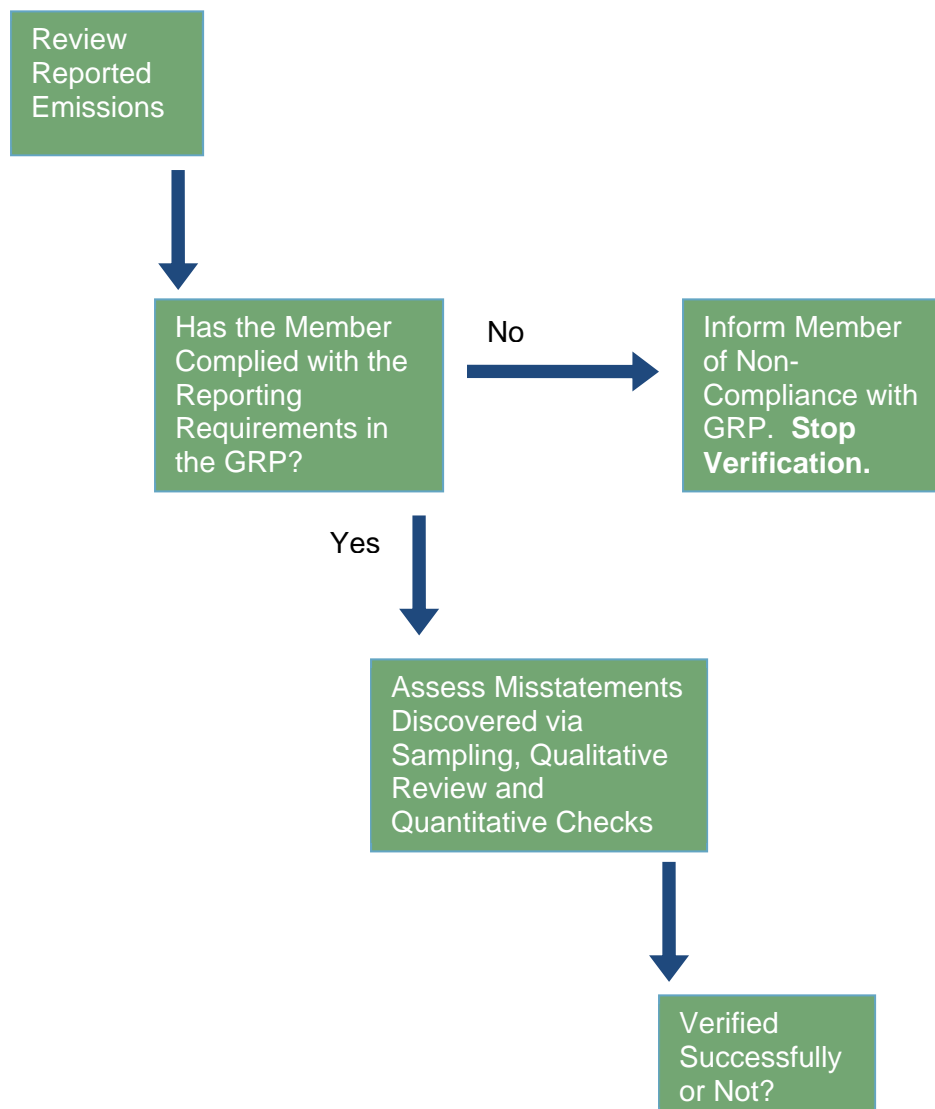 Review
Reported
Emissions
Has the Member
Complied with the
Reporting
Requirements in
the GRP?
No
Inform Member
of Non-
Compliance with
GRP.  Stop
Verification.
Yes
Assess Misstatements
Discovered via
Sampling, Qualitative
Review and
Quantitative Checks
Verified
Successfully
or Not?